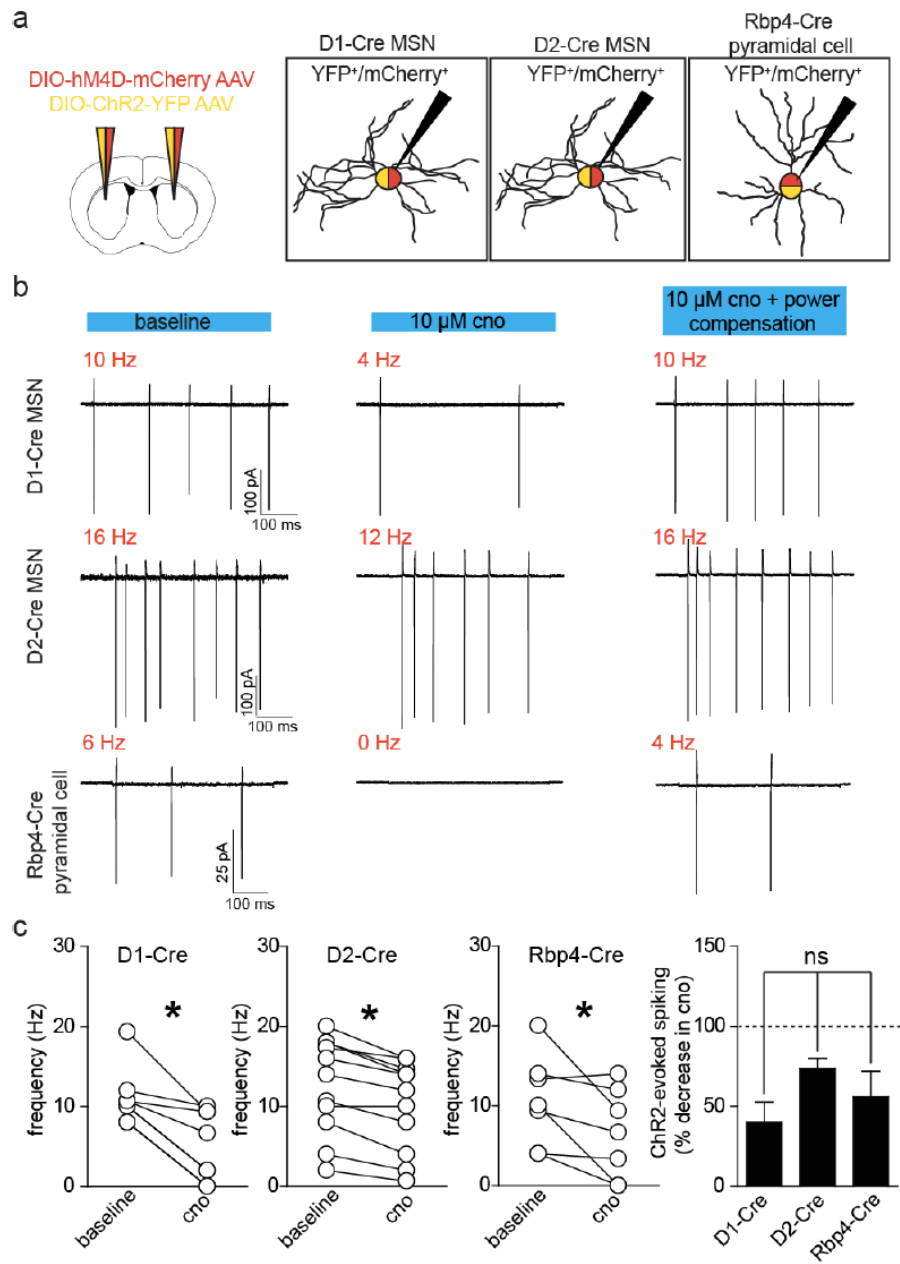 a
DIO-hM4D-mCherry AAV
DIO-ChR2-YFP AAV
D1-Cre MSN
YFP⁺/mCherry⁺
D2-Cre MSN
YFP⁺/mCherry⁺
Rbp4-Cre
pyramidal cell
YFP⁺/mCherry⁺
b
baseline
10 µM cno
10 µM cno + power
compensation
D1-Cre MSN
10 Hz
100 pA
100 ms
4 Hz
10 Hz
D2-Cre MSN
16 Hz
100 pA
100 ms
12 Hz
16 Hz
Rbp4-Cre
pyramidal cell
6 Hz
25 pA
100 ms
0 Hz
4 Hz
c
D1-Cre
*
frequency (Hz)
30
20
10
0
baseline
cno
D2-Cre
*
frequency (Hz)
30
20
10
0
baseline
cno
Rbp4-Cre
*
frequency (Hz)
30
20
10
0
baseline
cno
ChR2-evoked spiking
(% decrease in cno)
150
100
50
0
ns
D1-Cre
D2-Cre
Rbp4-Cre